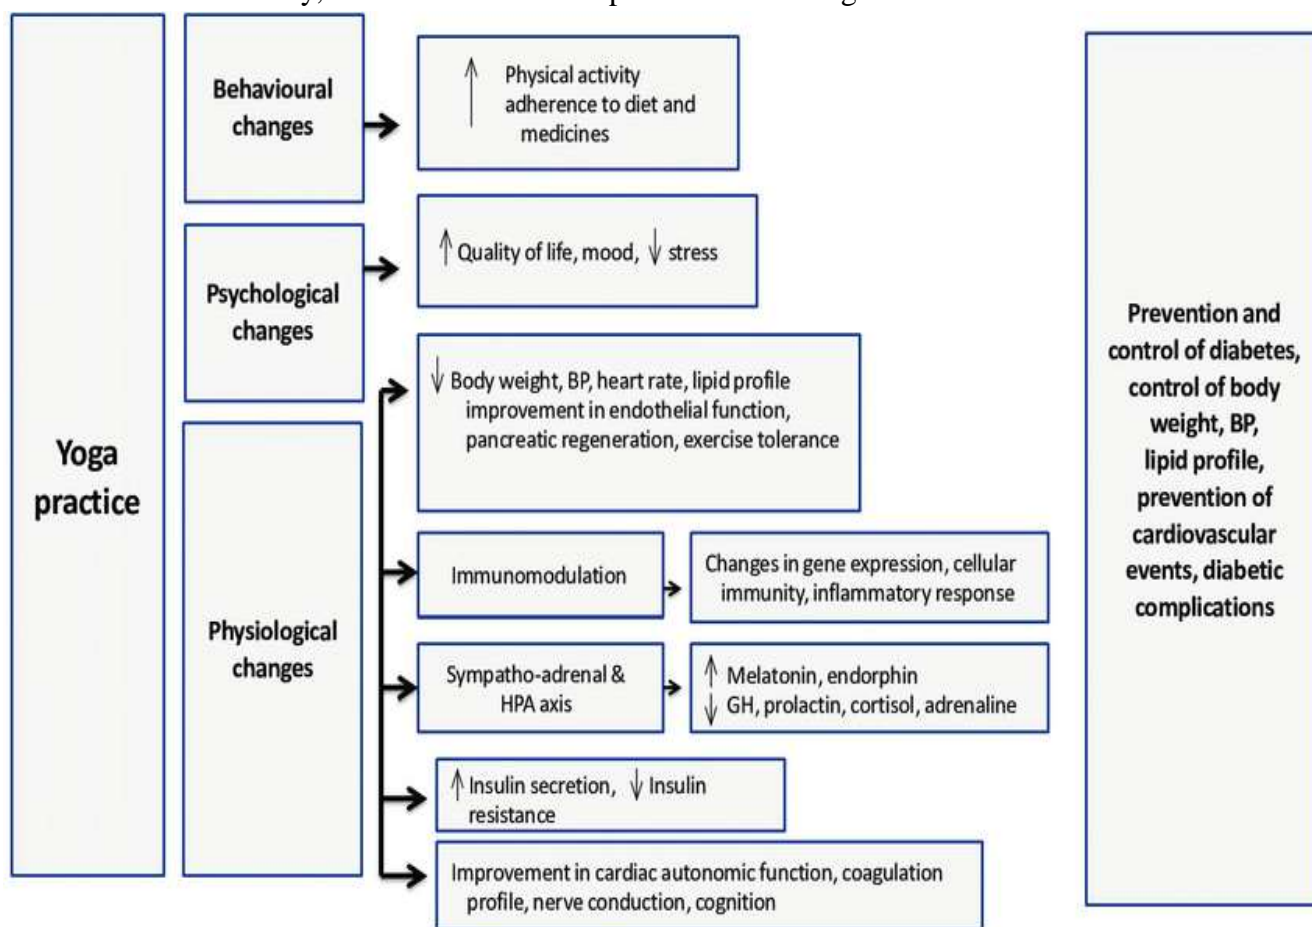 Yoga
practice
Behavioural
changes
↑ Physical activity
adherence to diet and
medicines
Psychological
changes
↑ Quality of life, mood, ↓ stress
Physiological
changes
↓ Body weight, BP, heart rate, lipid profile
improvement in endothelial function,
pancreatic regeneration, exercise tolerance
Immunomodulation
Changes in gene expression, cellular
immunity, inflammatory response
Sympatho-adrenal &
HPA axis
↑ Melatonin, endorphin
↓ GH, prolactin, cortisol, adrenaline
↑ Insulin secretion, ↓ Insulin
resistance
Improvement in cardiac autonomic function, coagulation
profile, nerve conduction, cognition
Prevention and
control of diabetes,
control of body
weight, BP,
lipid profile,
prevention of
cardiovascular
events, diabetic
complications